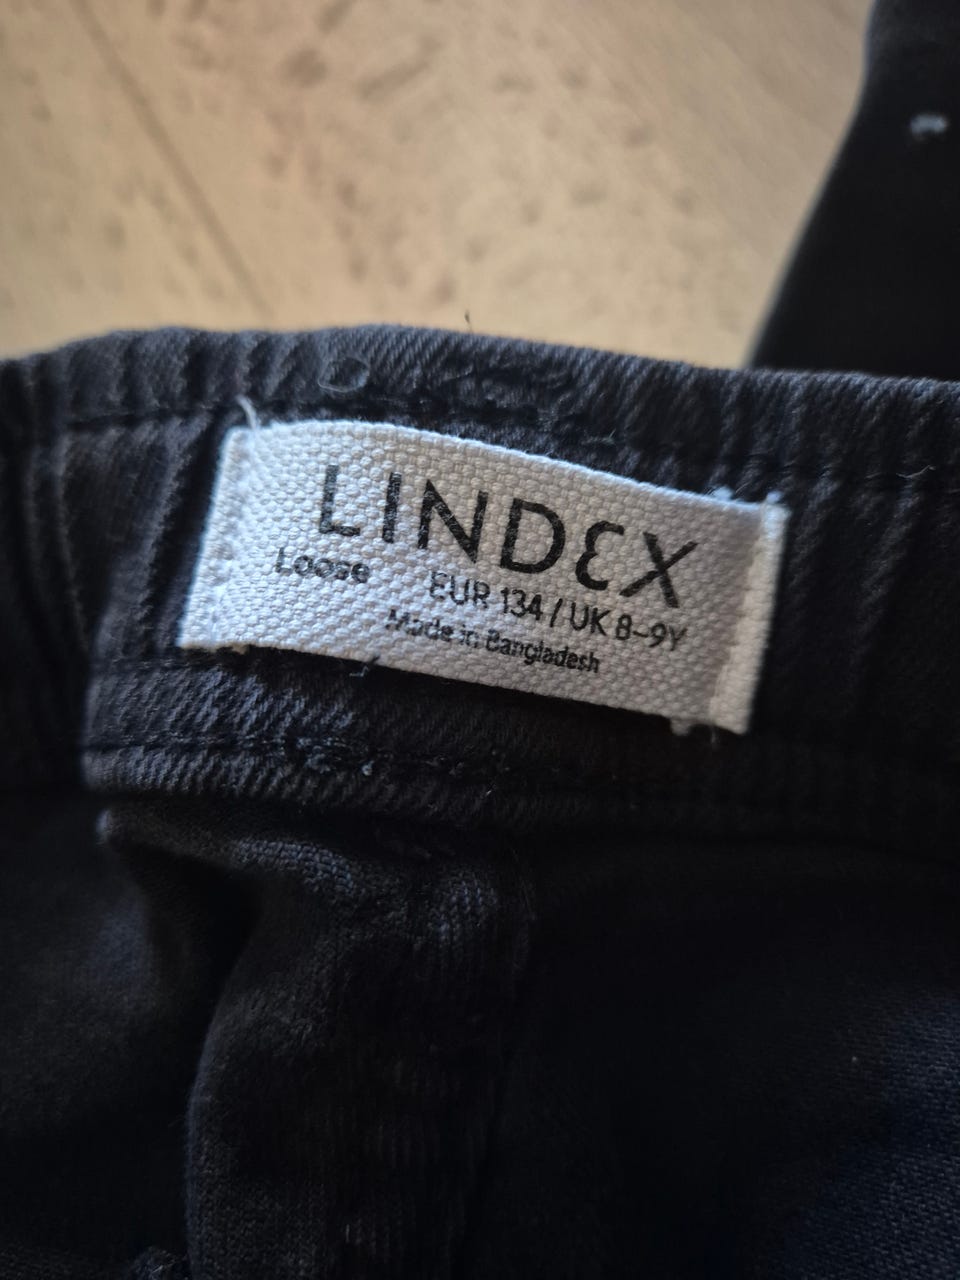 LINDEX
Loose EUR 134 / UK 8-9Y
Made in Bangladesh